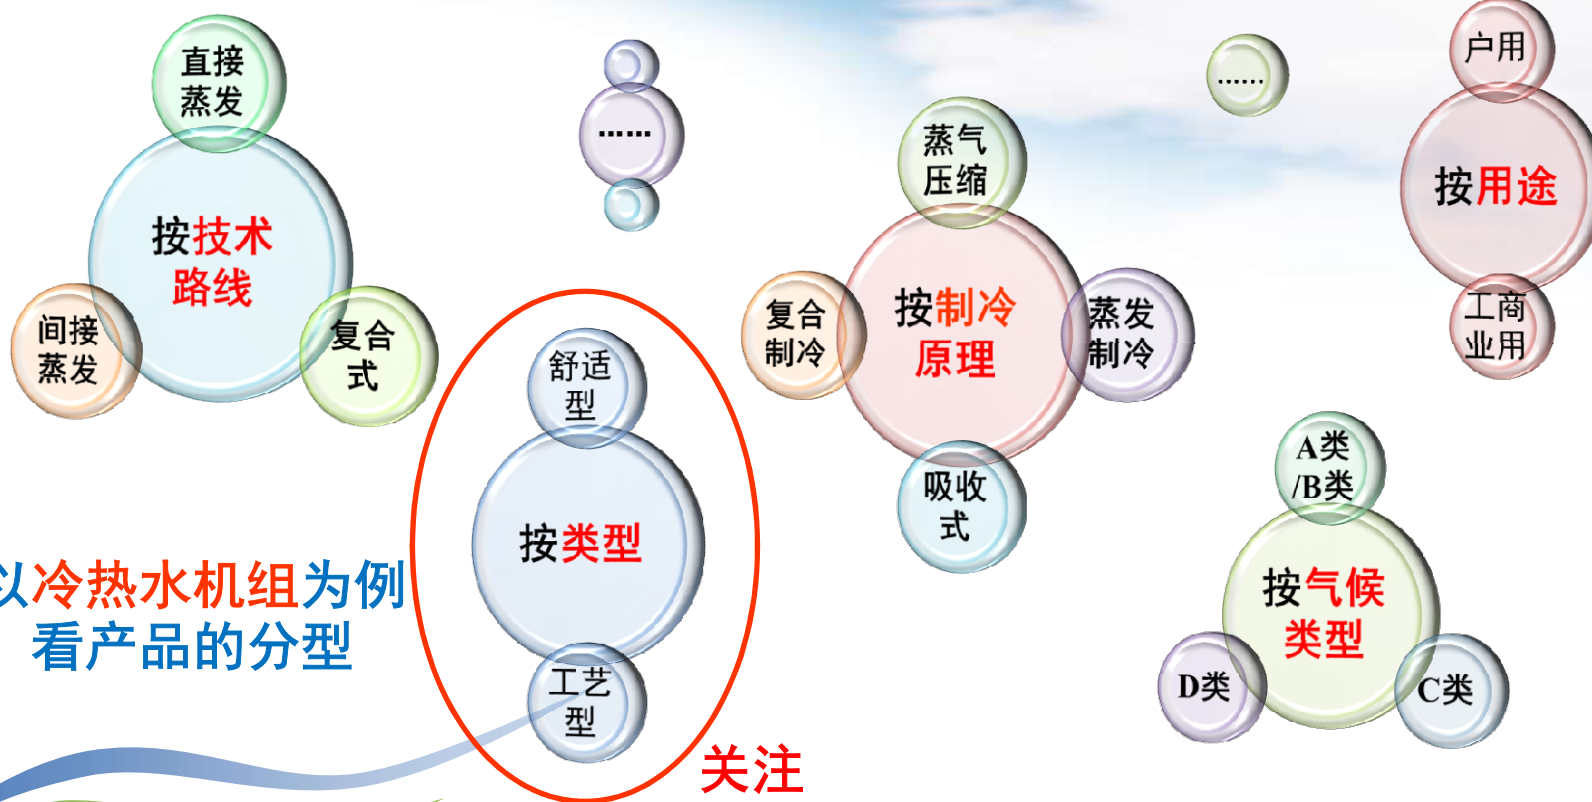 直接
蒸发
按技术
路线
间接
蒸发
复合
式
……
舒适
型
按类型
工艺
型
关注
以冷热水机组为例
看产品的分型
蒸气
压缩
复合
制冷
按制冷
原理
蒸发
制冷
吸收
式
……
户用
按用途
工商
业用
A类
/B类
按气候
类型
D类
C类